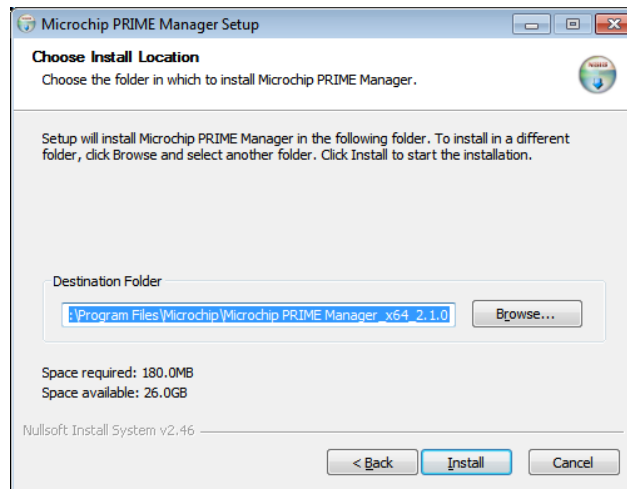 Microchip PRIME Manager Setup
Choose Install Location
Choose the folder in which to install Microchip PRIME Manager.
Setup will install Microchip PRIME Manager in the following folder. To install in a different
folder, click Browse and select another folder. Click Install to start the installation.
Destination Folder
:\Program Files\Microchip\Microchip PRIME Manager_x64_2.1.0 Browse...
Space required: 180.0MB
Space available: 26.0GB
Nullsoft Install System v2.46
< Back Install Cancel